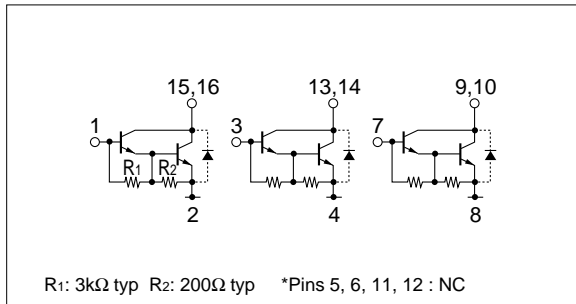 15,16 13,14 9,10
1 3 7
R1 R2
2 4 8
R1: 3kΩ typ R2: 200Ω typ *Pins 5, 6, 11, 12 : NC